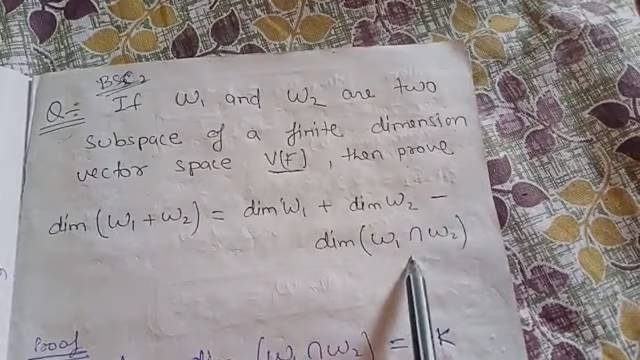 BSC 2
Q:- If W1 and W2 are two
subspace of a finite dimension
vector space V(F), then prove
dim (W1 + W2) = dim W1 + dim W2 −
dim (W1 ∩ W2)
Proof
dim (W1 ∩ W2) = K